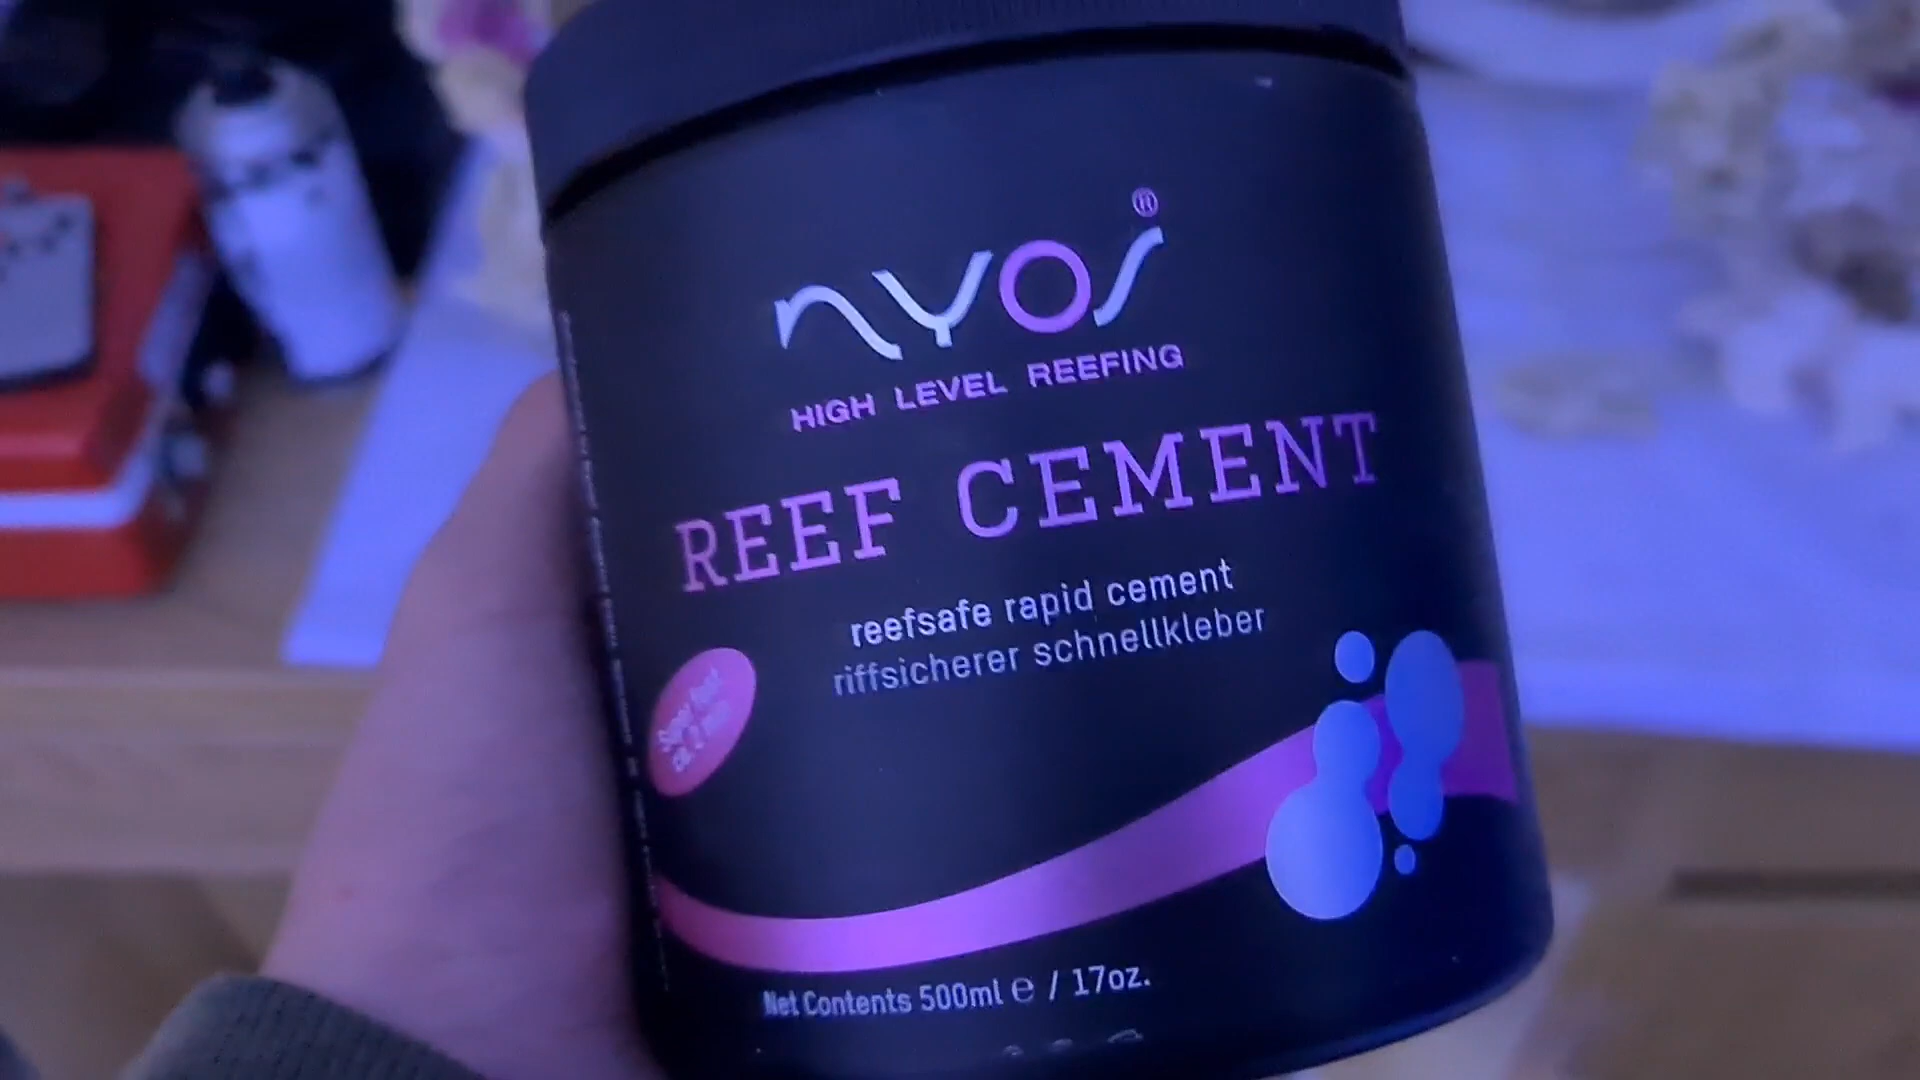 nyos®
HIGH LEVEL REEFING
REEF CEMENT
reefsafe rapid cement
riffsicherer schnellkleber
Net Contents 500ml ℮ / 17oz.